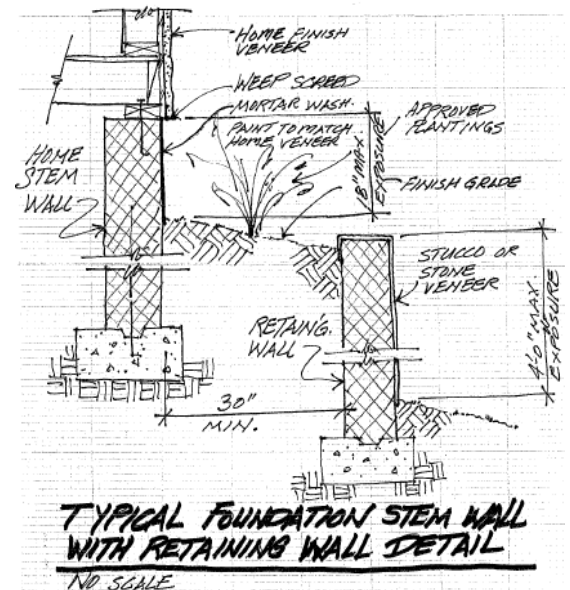 HOME FINISH
VENEER
WEEP SCREED
MORTAR WASH.
PAINT TO MATCH
HOME VENEER
APPROVED
PLANTINGS
18" MAX.
EXPOSURE
FINISH GRADE
HOME
STEM
WALL
STUCCO OR
STONE
VENEER
4'0" MAX.
EXPOSURE
RETAIN'G.
WALL
30"
MIN.
TYPICAL FOUNDATION STEM WALL
WITH RETAINING WALL DETAIL
NO SCALE